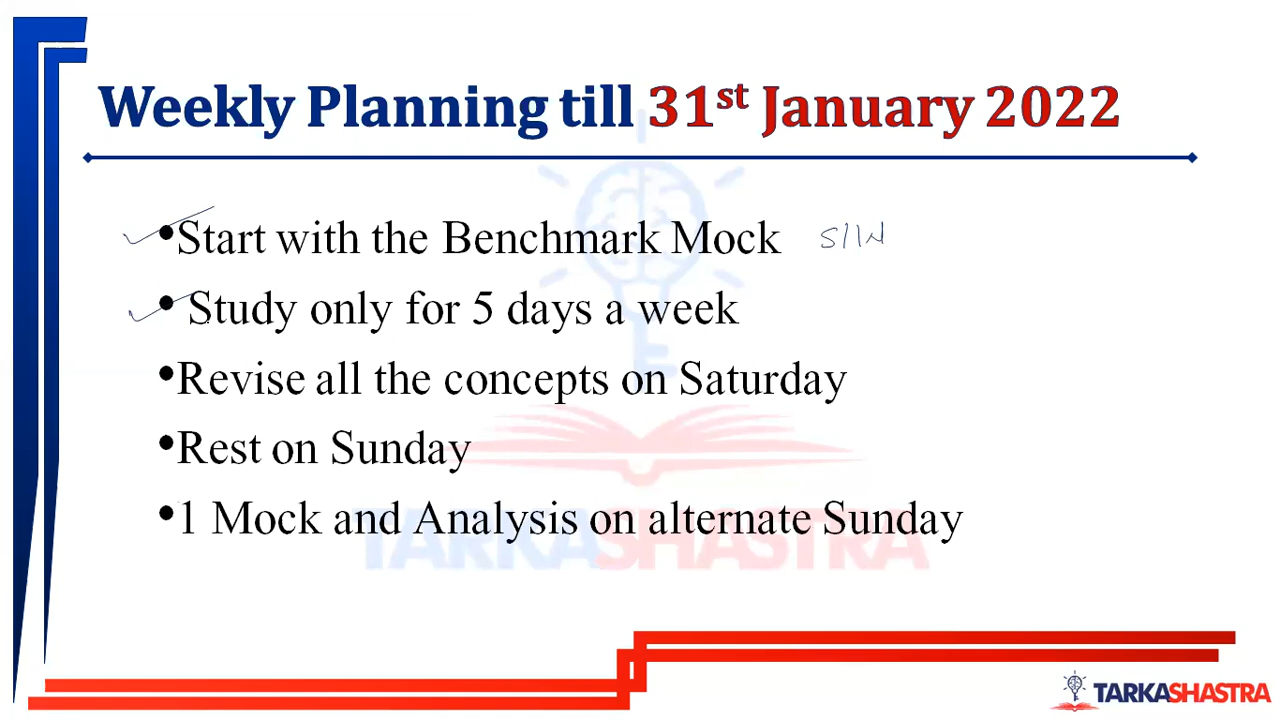 Weekly Planning till 31st January 2022
•Start with the Benchmark Mock
• Study only for 5 days a week
•Revise all the concepts on Saturday
•Rest on Sunday
•1 Mock and Analysis on alternate Sunday
TARKASHASTRA
TARKASHASTRA